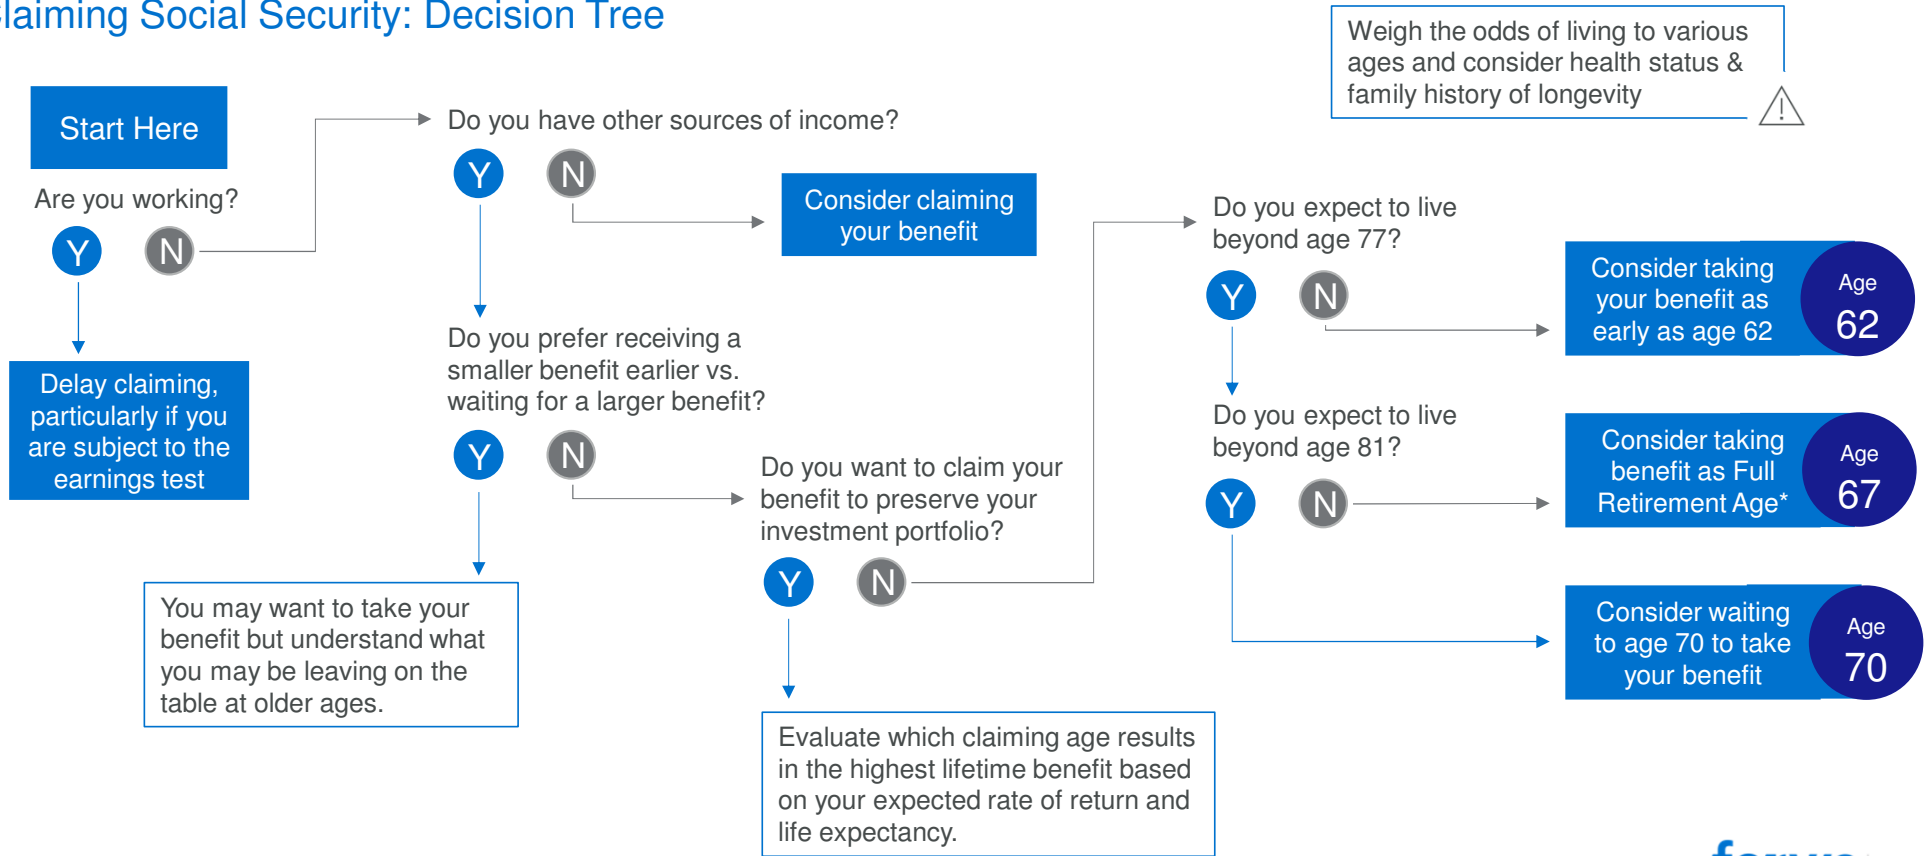 Claiming Social Security: Decision Tree
Weigh the odds of living to various
ages and consider health status &
family history of longevity
!
Start Here
Are you working?
Y
N
Delay claiming,
particularly if you
are subject to the
earnings test
Do you have other sources of income?
Y
N
Consider claiming
your benefit
Do you prefer receiving a
smaller benefit earlier vs.
waiting for a larger benefit?
Y
N
You may want to take your
benefit but understand what
you may be leaving on the
table at older ages.
Do you want to claim your
benefit to preserve your
investment portfolio?
Y
N
Evaluate which claiming age results
in the highest lifetime benefit based
on your expected rate of return and
life expectancy.
Do you expect to live
beyond age 77?
Y
N
Consider taking
your benefit as
early as age 62
Age
62
Do you expect to live
beyond age 81?
Y
N
Consider taking
benefit as Full
Retirement Age*
Age
67
Consider waiting
to age 70 to take
your benefit
Age
70